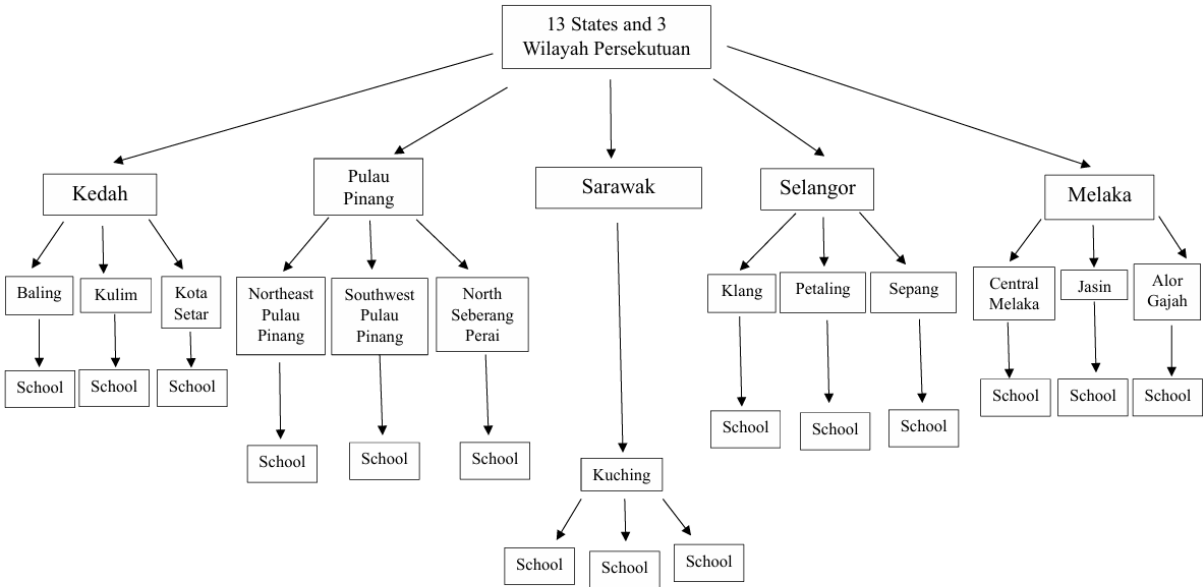 13 States and 3
Wilayah Persekutuan
Kedah
Pulau
Pinang
Sarawak
Selangor
Melaka
Baling
Kulim
Kota
Setar
Northeast
Pulau
Pinang
Southwest
Pulau
Pinang
North
Seberang
Perai
Klang
Petaling
Sepang
Central
Melaka
Jasin
Alor
Gajah
School
School
School
School
School
School
School
School
School
School
School
School
Kuching
School
School
School